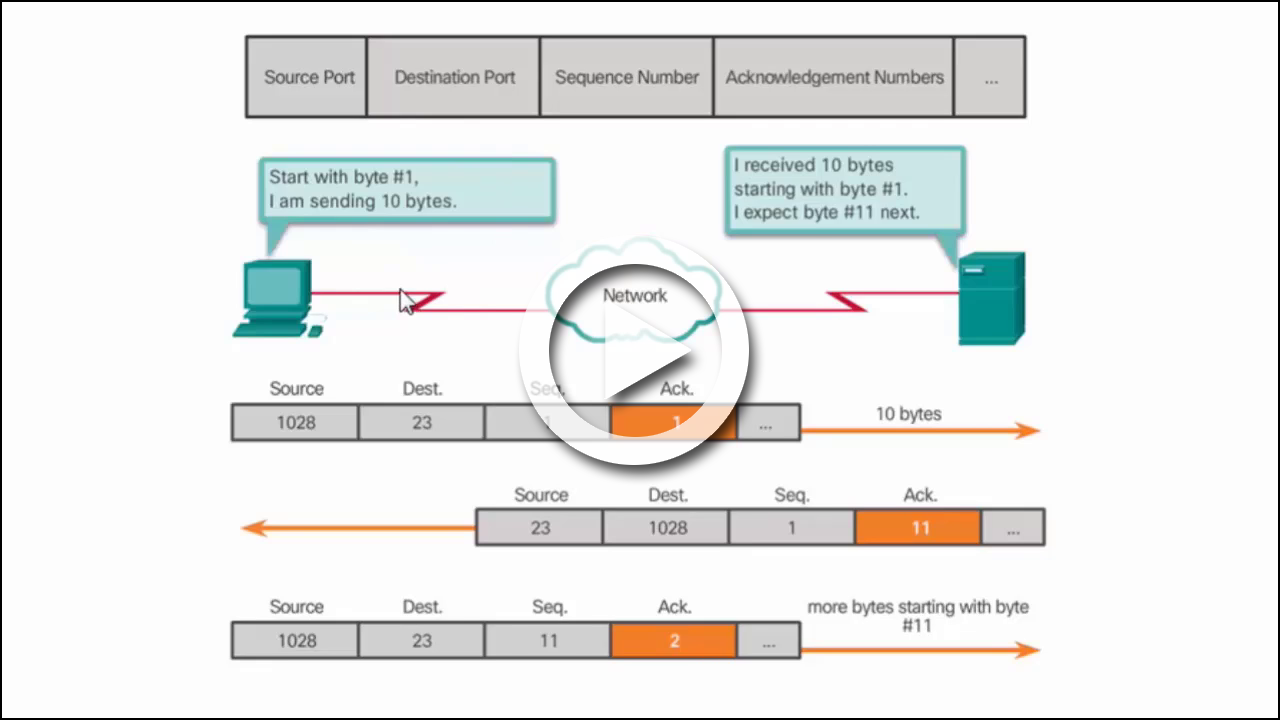 Source Port Destination Port Sequence Number Acknowledgement Numbers ...
Start with byte #1,
I am sending 10 bytes.
I received 10 bytes
starting with byte #1.
I expect byte #11 next.
Network
Source Dest. Seq. Ack.
1028 23 1 1 ...
10 bytes
Source Dest. Seq. Ack.
23 1028 1 11 ...
Source Dest. Seq. Ack.
1028 23 11 2 ...
more bytes starting with byte
#11